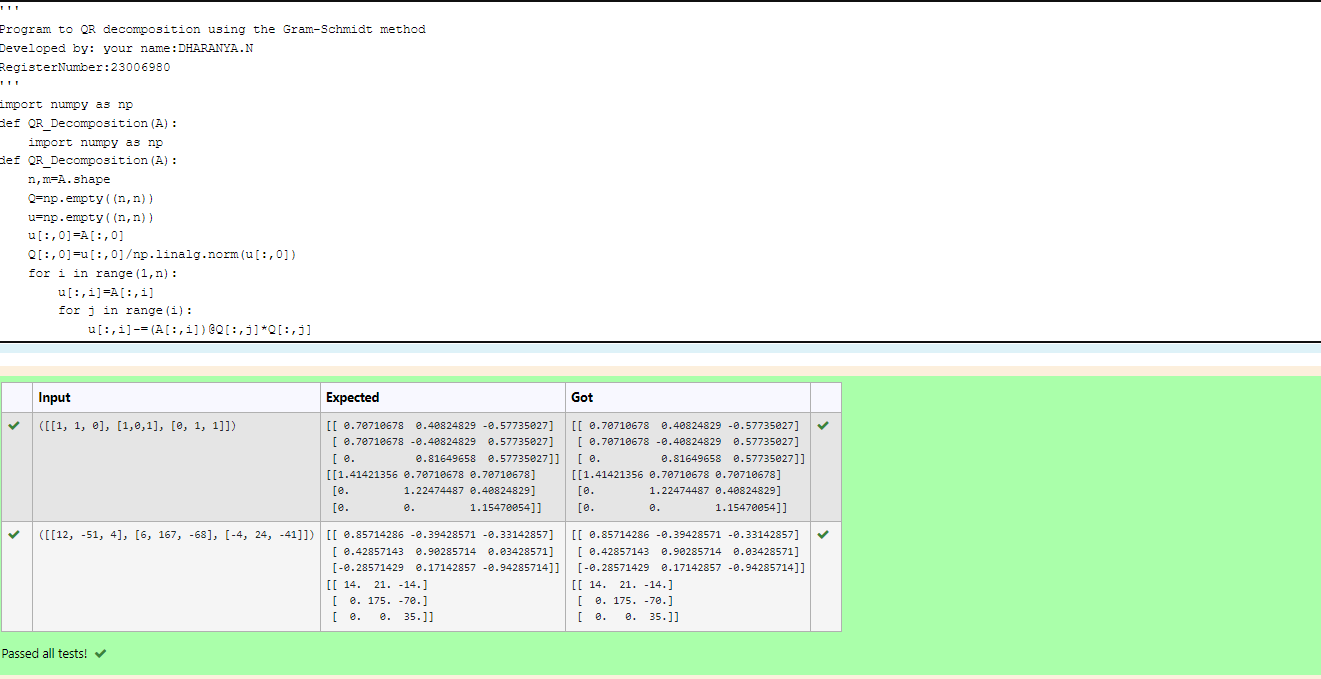 '''
Program to QR decomposition using the Gram-Schmidt method
Developed by: your name:DHARANYA.N
RegisterNumber:23006980
'''
import numpy as np
def QR_Decomposition(A):
    import numpy as np
def QR_Decomposition(A):
    n,m=A.shape
    Q=np.empty((n,n))
    u=np.empty((n,n))
    u[:,0]=A[:,0]
    Q[:,0]=u[:,0]/np.linalg.norm(u[:,0])
    for i in range(1,n):
        u[:,i]=A[:,i]
        for j in range(i):
            u[:,i]-=(A[:,i])@Q[:,j]*Q[:,j]
Input Expected Got
([[1, 1, 0], [1,0,1], [0, 1, 1]]) [[ 0.70710678  0.40824829 -0.57735027] [[ 0.70710678  0.40824829 -0.57735027]
[ 0.70710678 -0.40824829  0.57735027] [ 0.70710678 -0.40824829  0.57735027]
[ 0.          0.81649658  0.57735027]] [ 0.          0.81649658  0.57735027]]
[[1.41421356 0.70710678 0.70710678] [[1.41421356 0.70710678 0.70710678]
[0.         1.22474487 0.40824829] [0.         1.22474487 0.40824829]
[0.         0.         1.15470054]] [0.         0.         1.15470054]]
([[12, -51, 4], [6, 167, -68], [-4, 24, -41]]) [[ 0.85714286 -0.39428571 -0.33142857] [[ 0.85714286 -0.39428571 -0.33142857]
[ 0.42857143  0.90285714  0.03428571] [ 0.42857143  0.90285714  0.03428571]
[-0.28571429  0.17142857 -0.94285714]] [-0.28571429  0.17142857 -0.94285714]]
[[ 14.  21. -14.] [[ 14.  21. -14.]
[  0. 175. -70.] [  0. 175. -70.]
[  0.   0.  35.]] [  0.   0.  35.]]
Passed all tests!